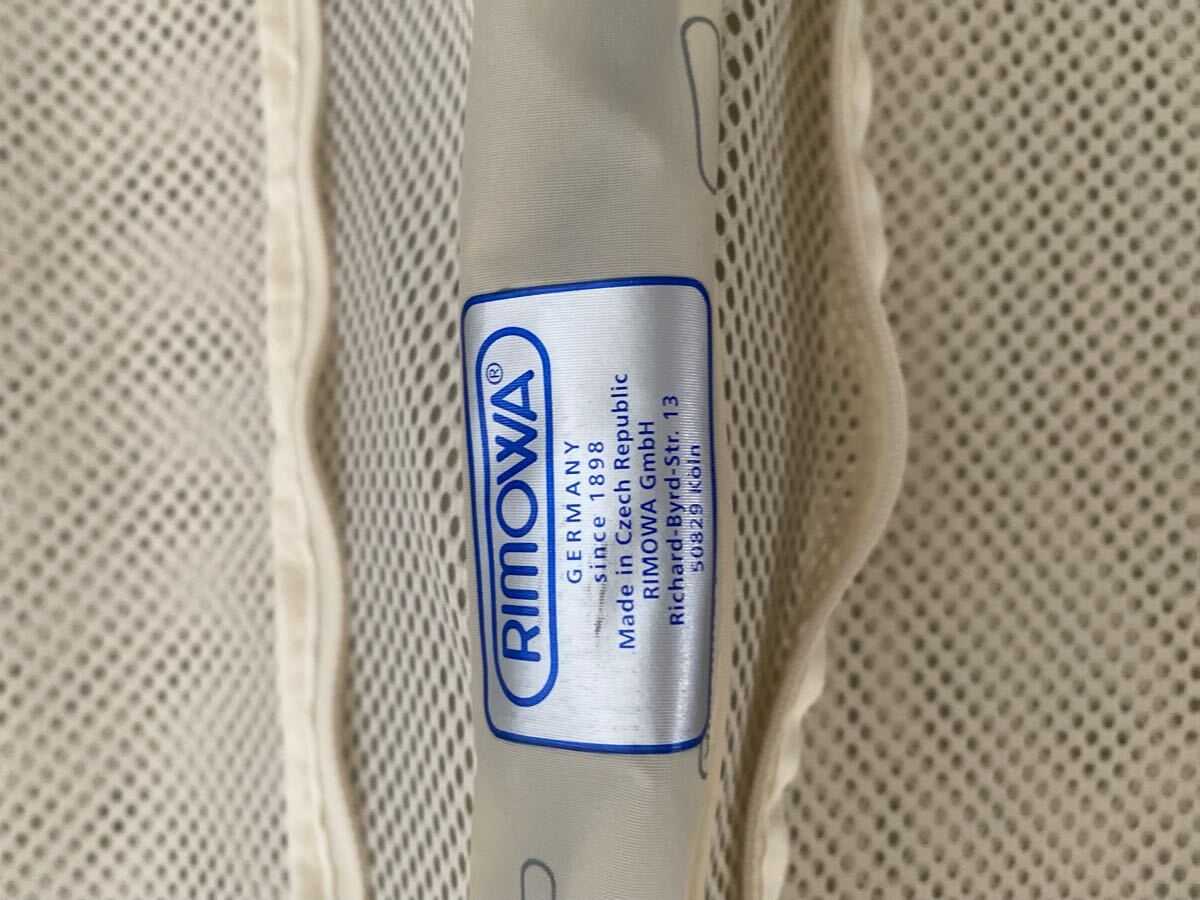 RIMOWA®
GERMANY
since 1898
Made in Czech Republic
RIMOWA GmbH
Richard-Byrd-Str. 13
50829 Köln